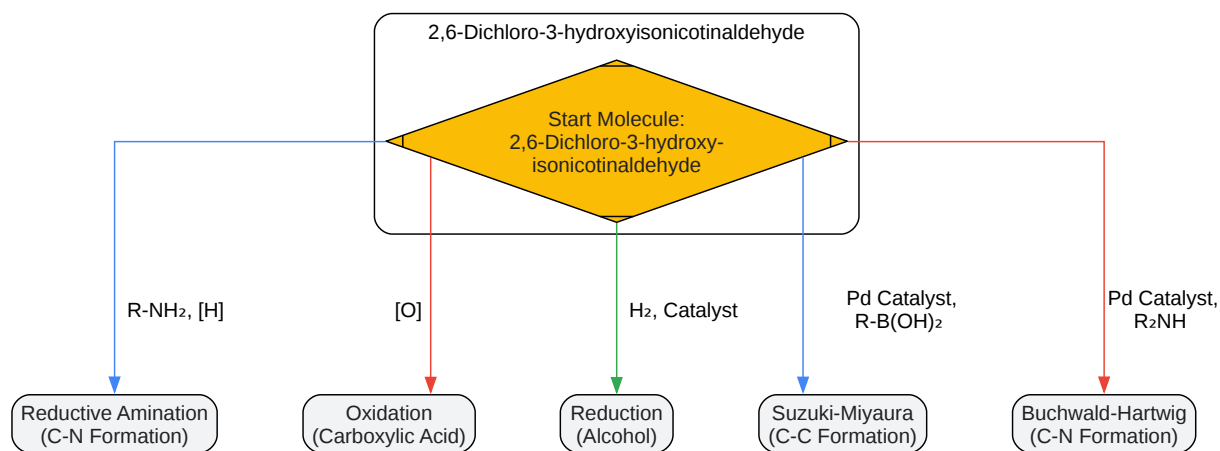 2,6-Dichloro-3-hydroxyisonicotinaldehyde
Start Molecule:
2,6-Dichloro-3-hydroxy-
isonicotinaldehyde
R-NH₂, [H]
[O]
H₂, Catalyst
Pd Catalyst,
R-B(OH)₂
Pd Catalyst,
R₂NH
Reductive Amination
(C-N Formation)
Oxidation
(Carboxylic Acid)
Reduction
(Alcohol)
Suzuki-Miyaura
(C-C Formation)
Buchwald-Hartwig
(C-N Formation)